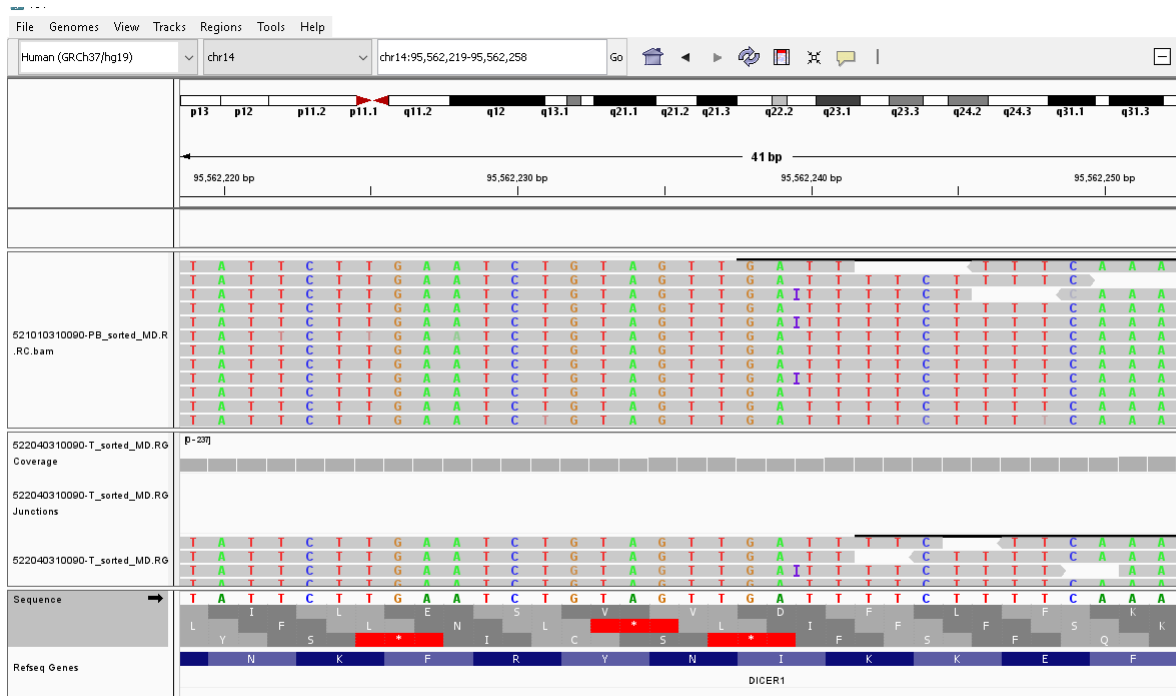 File Genomes View Tracks Regions Tools Help
Human (GRCh37/hg19) chr14 chr14:95,562,219-95,562,258 Go
p13 p12 p11.2 p11.1 q11.2 q12 q13.1 q21.1 q21.2 q21.3 q22.2 q23.1 q23.3 q24.2 q24.3 q31.1 q31.3
41 bp
95,562,220 bp 95,562,230 bp 95,562,240 bp 95,562,250 bp
521010310090-PB_sorted_MD.R
.RC.bam
T A T T C T T G A A T C T G T A G T T G A T T T T T C A A A
T A T T C T T G A A T C T G T A G T T G A T T T T C T T T T C
T A T T C T T G A A T C T G T A G T T G A I T T T C T C A A A
T A T T C T T G A A T C T G T A G T T G A T T T T C T T T T C A A A
T A T T C T T G A A T C T G T A G T T G A I T T T C T T T T C A A A
T A T T C T T G A A T C T G T A G T T G A T T T T C T T T T C A A A
T A T T C T T G A A T C T G T A G T T G A T T T T C T T T T C A A A
T A T T C T T G A A T C T G T A G T T G A T T T T C T T T T C A A A
T A T T C T T G A A T C T G T A G T T G A I T T T C T T T T C A A A
T A T T C T T G A A T C T G T A G T T G A T T T T C T T T T C A A A
T A T T C T T G A A T C T G T A G T T G A T T T T C T T T T C A A A
T A T T C T T G A A T C T G T A G T T G A T T T T C T T T T C A A A
522040310090-T_sorted_MD.RG
Coverage
[0 - 237]
522040310090-T_sorted_MD.RG
Junctions
522040310090-T_sorted_MD.RG
T A T T C T T G A A T C T G T A G T T G A T T T T C T T C A A A
T A T T C T T G A A T C T G T A G T T G A T T C T T T T C A A A
T A T T C T T G A A T C T G T A G T T G A I T T T C T T T T A A
T A T T C T T G A A T C T G T A G T T G A T T T T C T T T T C A A A
Sequence
T A T T C T T G A A T C T G T A G T T G A T T T T C T T T T C A A A
I L E S V V D F L F K
L F L N L * L I F F S K
Y S * I C S * F S F Q
Refseq Genes
N K F R Y N I K K E F
DICER1